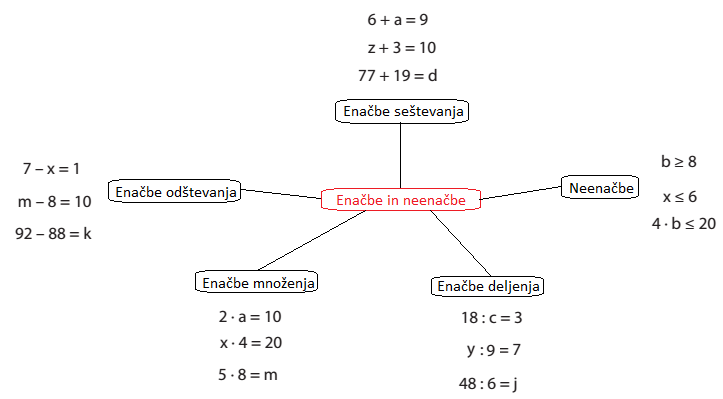 6 + a = 9
z + 3 = 10
77 + 19 = d
Enačbe seštevanja
7 – x = 1
m – 8 = 10
92 – 88 = k
Enačbe odštevanja
Enačbe in neenačbe
Neenačbe
b ≥ 8
x ≤ 6
4 · b ≤ 20
Enačbe množenja
2 · a = 10
x · 4 = 20
5 · 8 = m
Enačbe deljenja
18 : c = 3
y : 9 = 7
48 : 6 = j